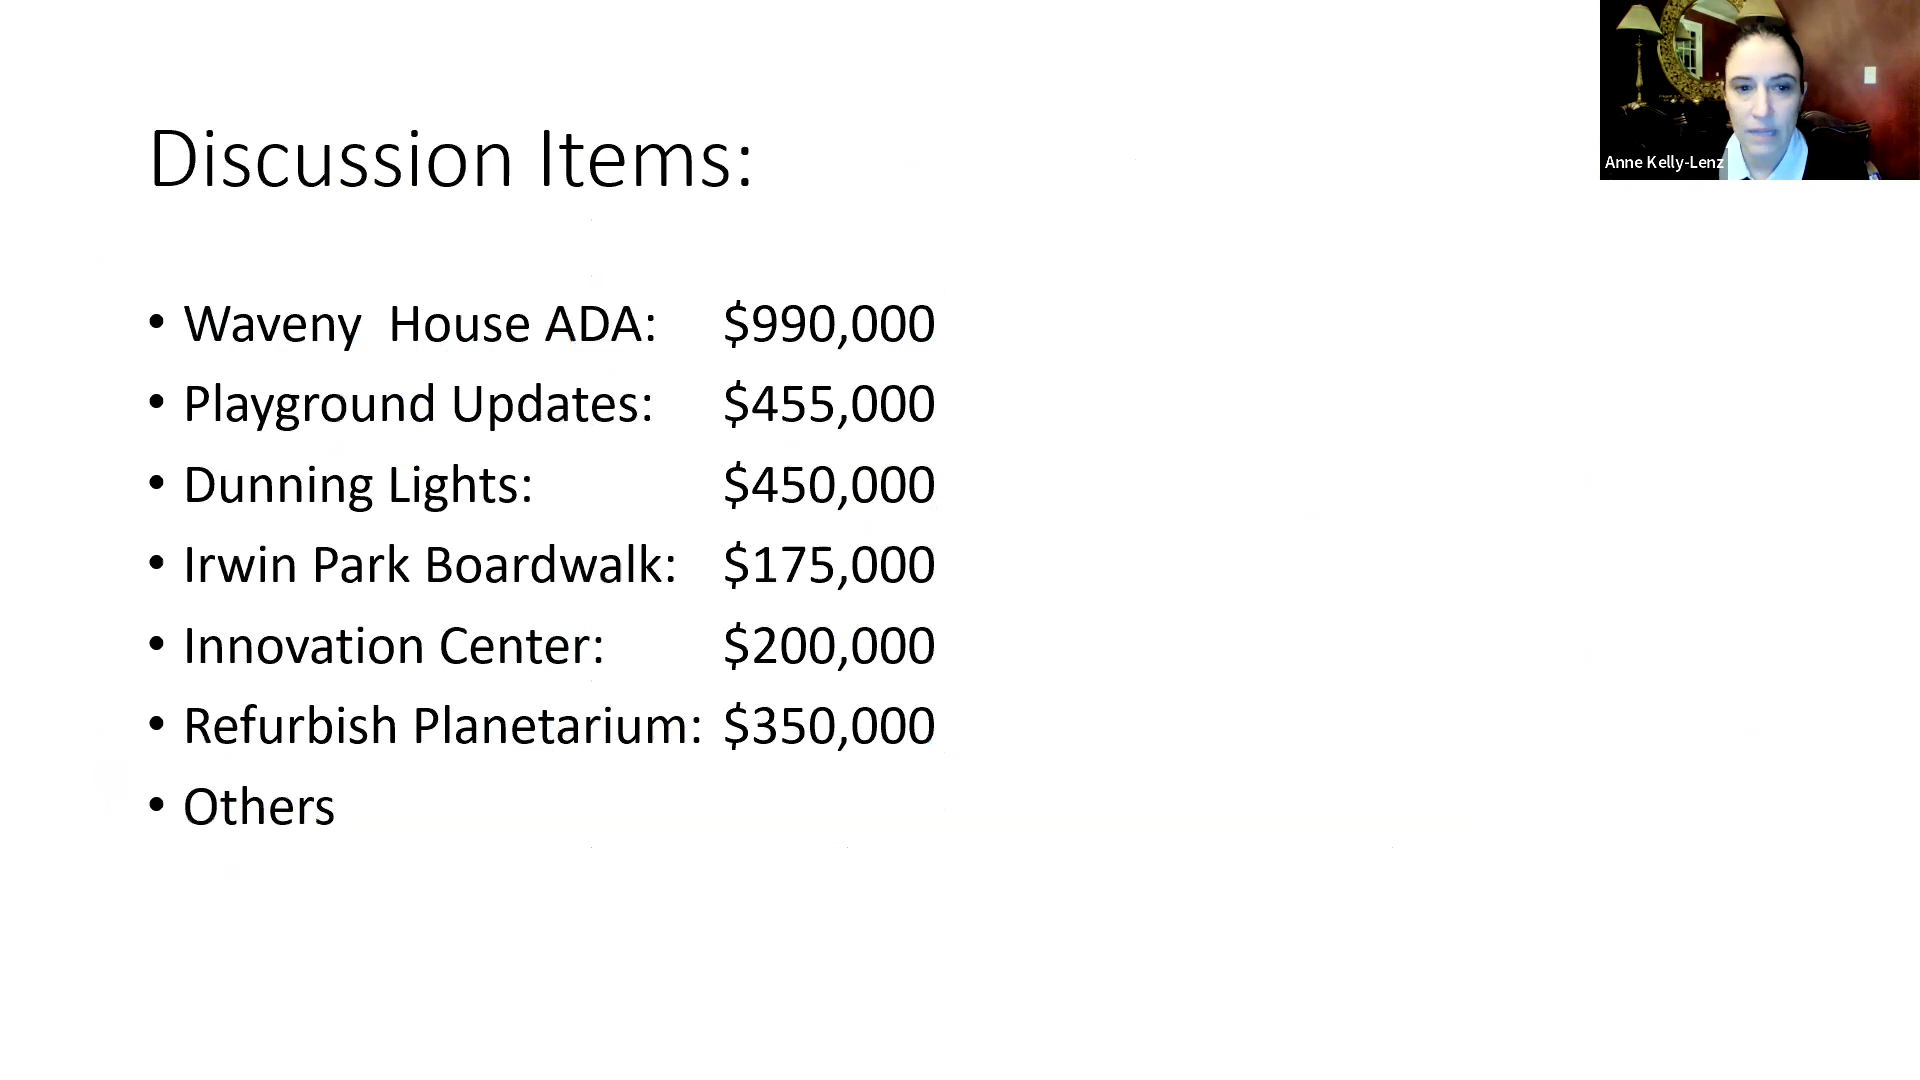 Anne Kelly-Lenz
Discussion Items:
• Waveny  House ADA: $990,000
• Playground Updates: $455,000
• Dunning Lights: $450,000
• Irwin Park Boardwalk: $175,000
• Innovation Center: $200,000
• Refurbish Planetarium: $350,000
• Others